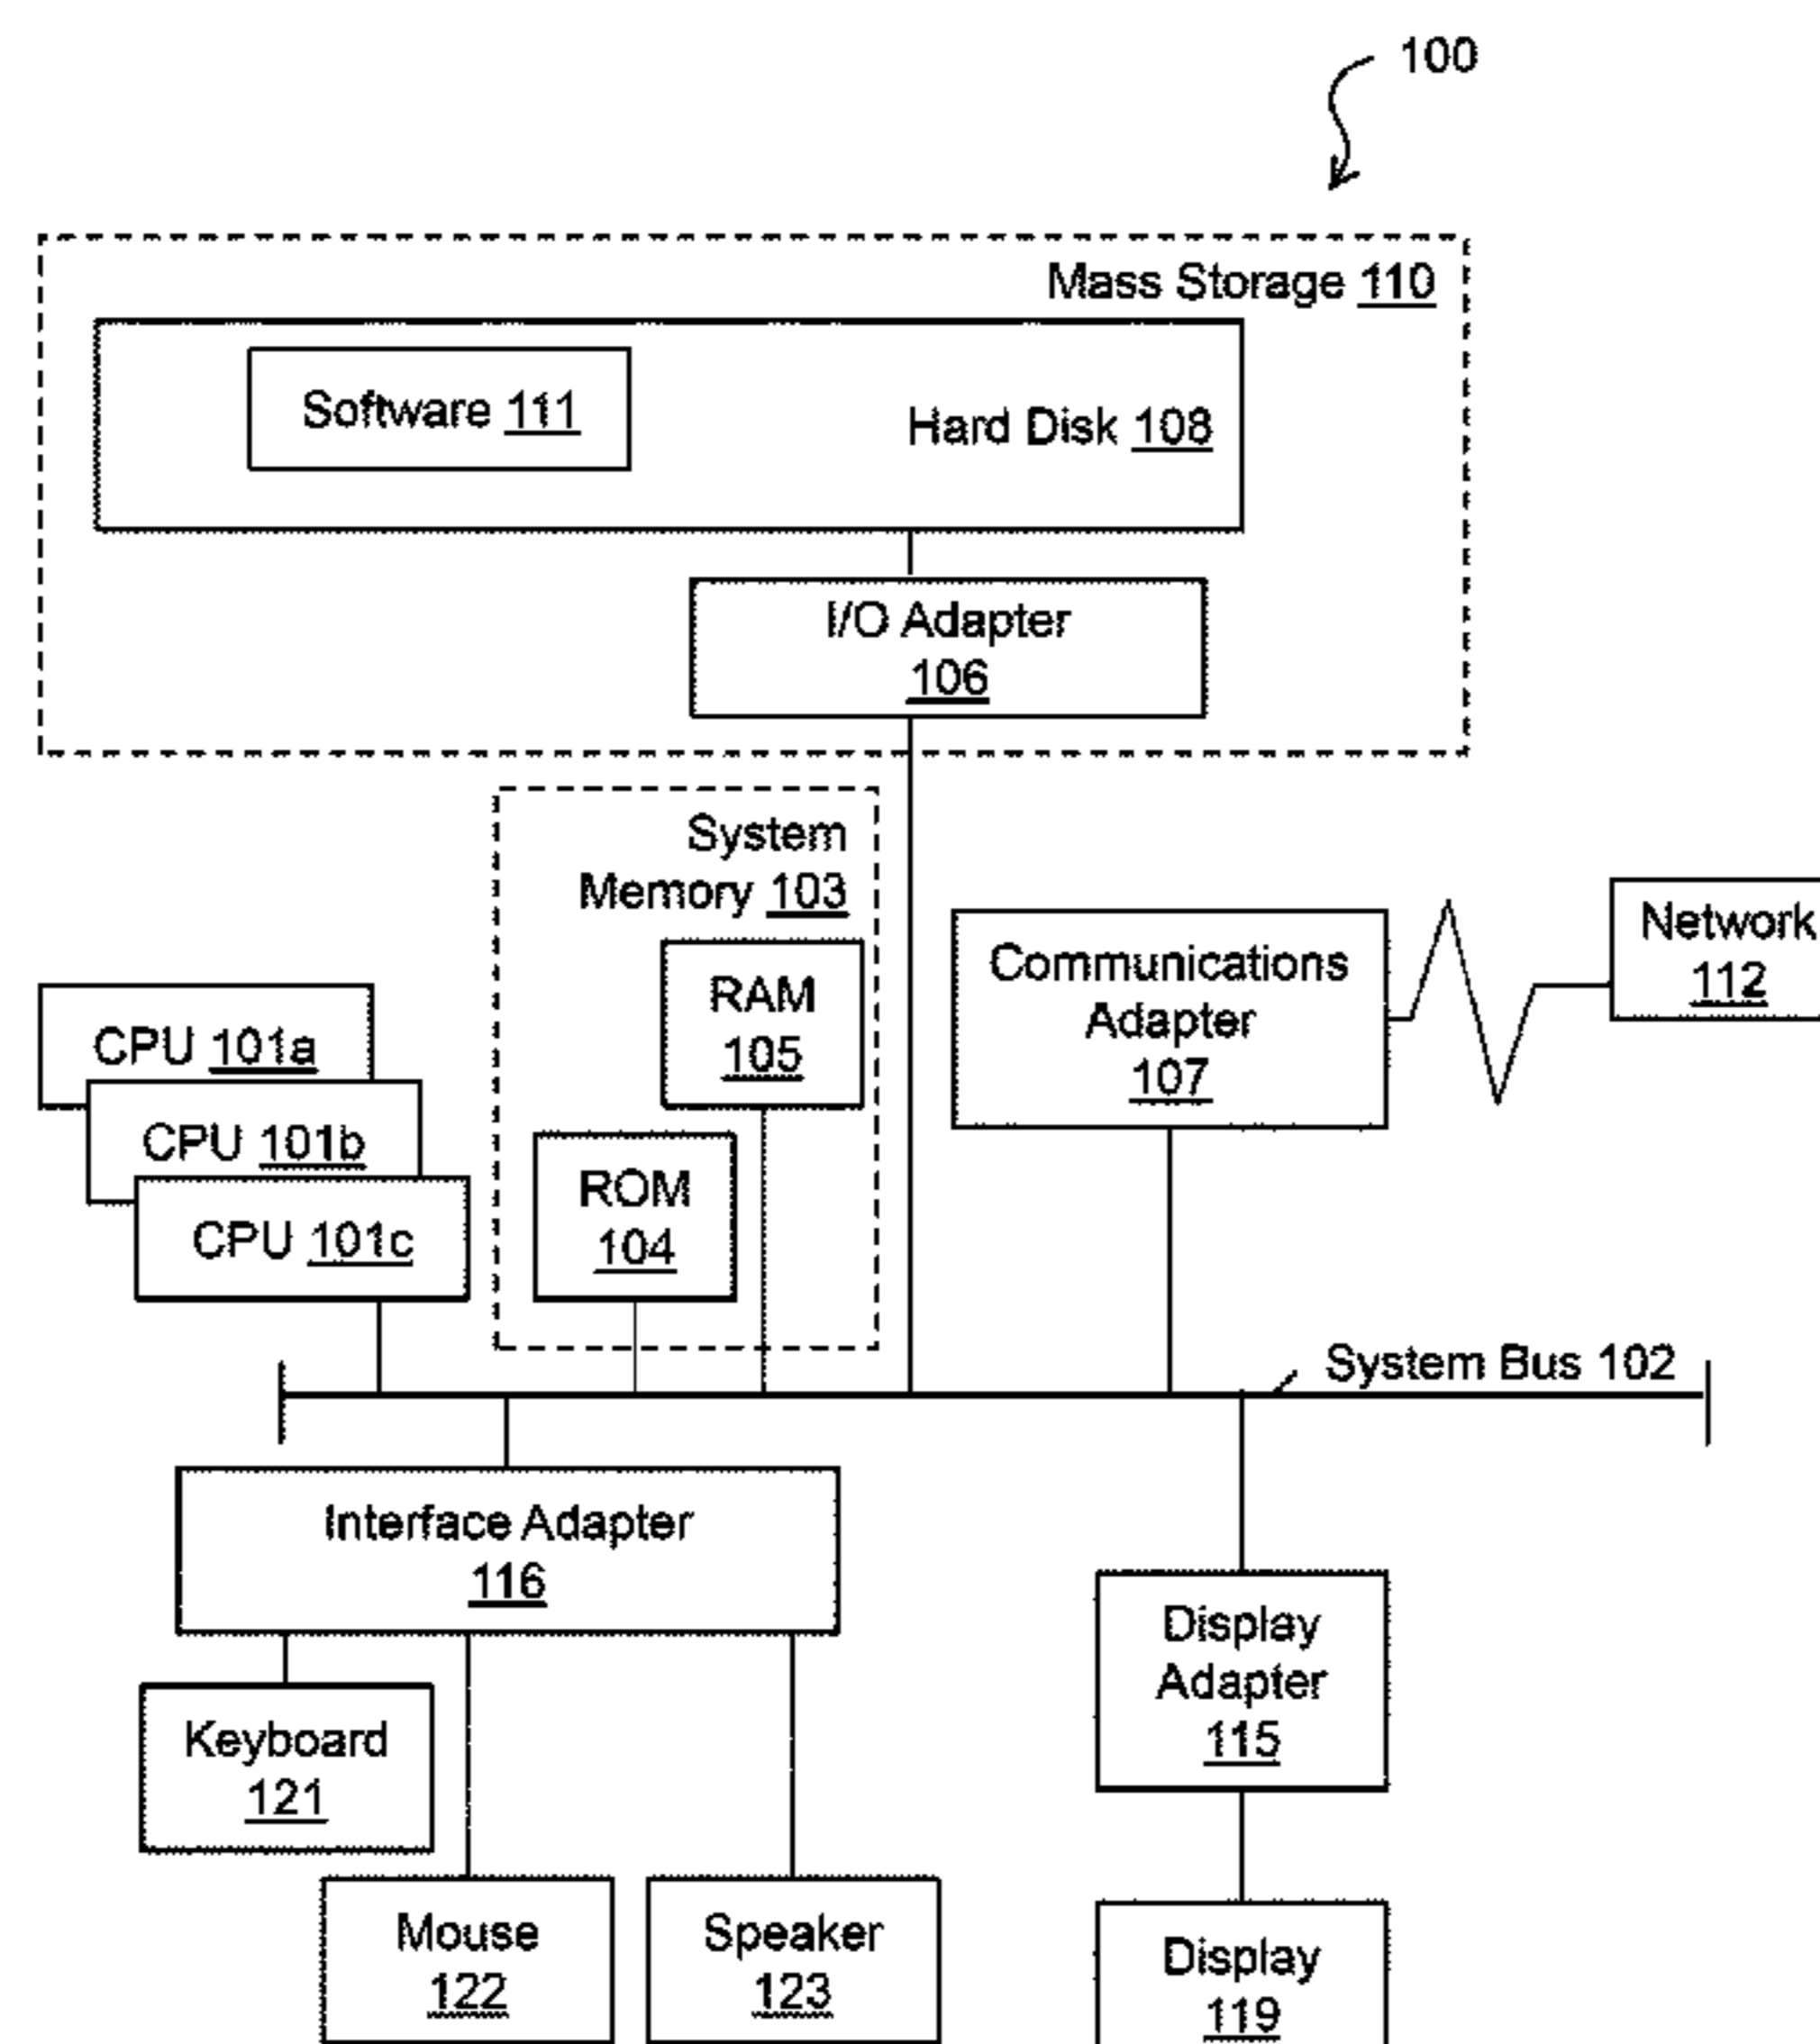 100
Mass Storage 110
Software 111
Hard Disk 108
I/O Adapter
106
System
Memory 103
RAM
105
ROM
104
Communications
Adapter
107
Network
112
CPU 101a
CPU 101b
CPU 101c
System Bus 102
Interface Adapter
116
Display
Adapter
115
Keyboard
121
Mouse
122
Speaker
123
Display
119